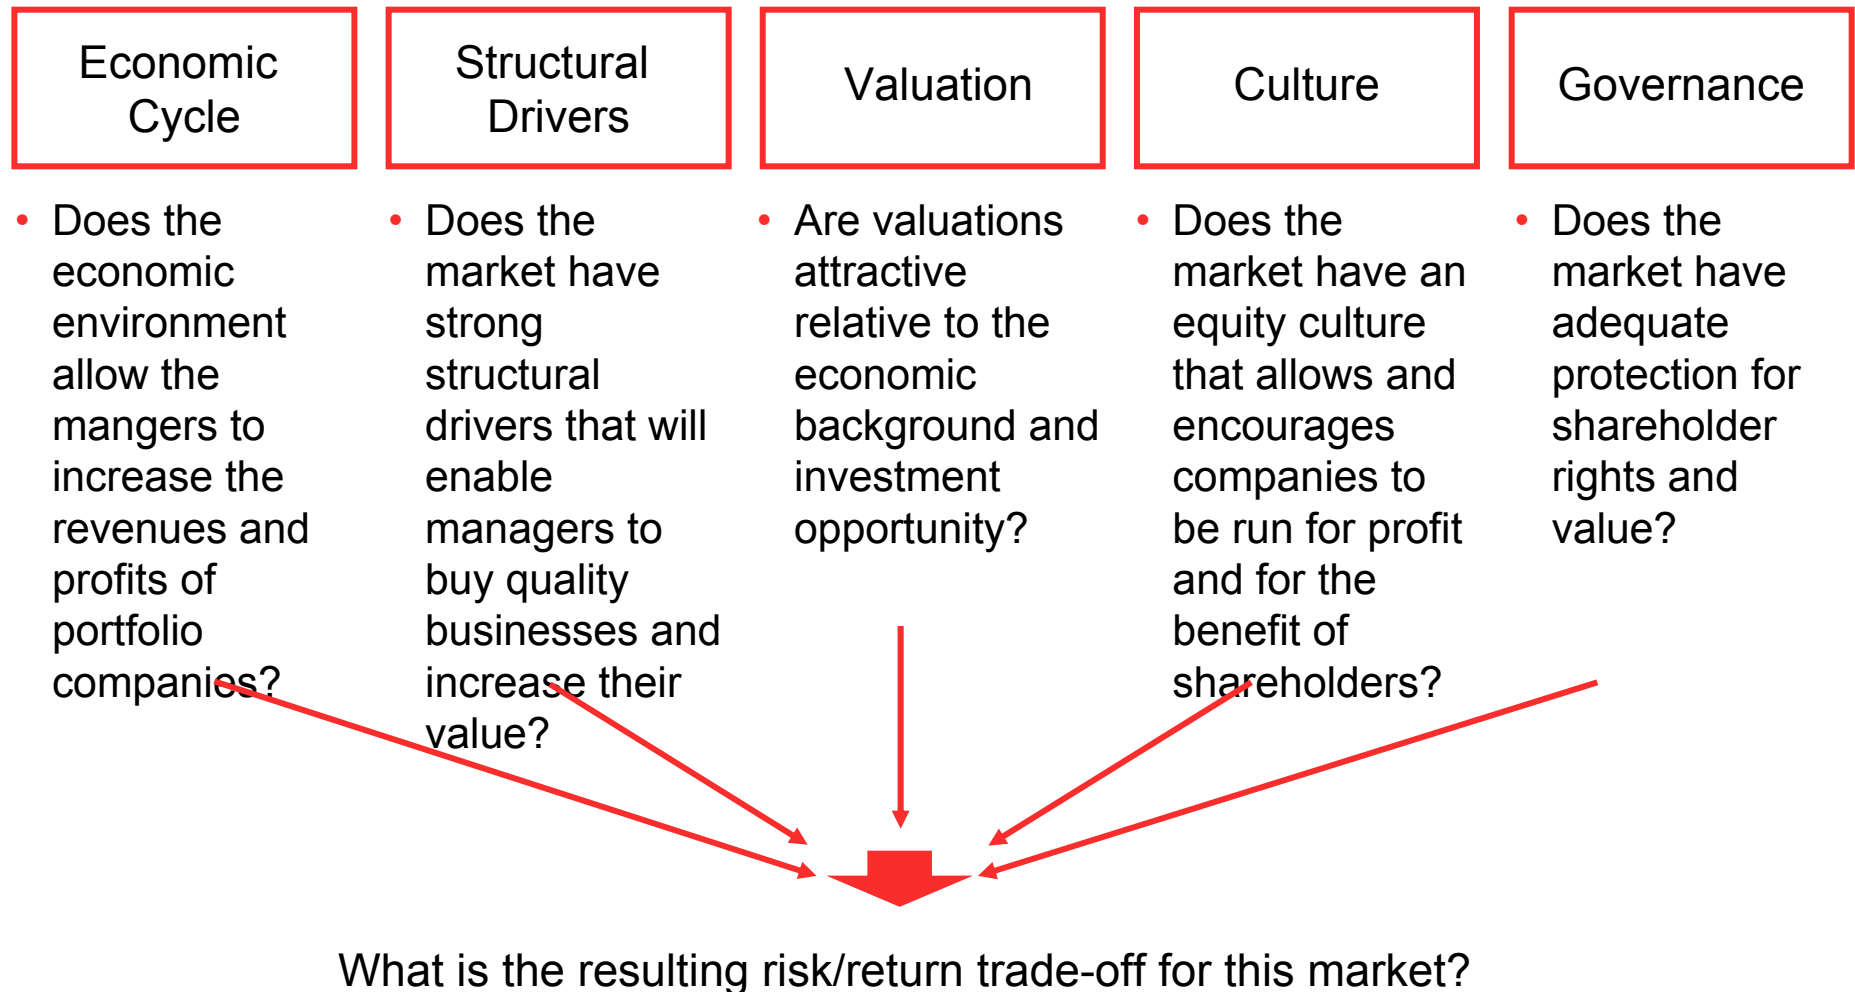 Economic
Cycle
Structural
Drivers
Valuation
Culture
Governance
• Does the
economic
environment
allow the
mangers to
increase the
revenues and
profits of
portfolio
companies?
• Does the
market have
strong
structural
drivers that will
enable
managers to
buy quality
businesses and
increase their
value?
• Are valuations
attractive
relative to the
economic
background and
investment
opportunity?
• Does the
market have an
equity culture
that allows and
encourages
companies to
be run for profit
and for the
benefit of
shareholders?
• Does the
market have
adequate
protection for
shareholder
rights and
value?
What is the resulting risk/return trade-off for this market?